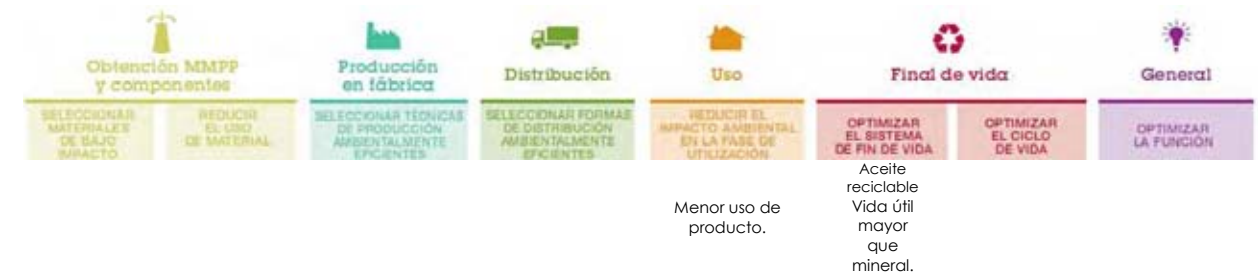 Obtención MMPP
y componentes
SELECCIONAR
MATERIALES
DE BAJO
IMPACTO
REDUCIR
EL USO
DE MATERIAL
Producción
en fábrica
SELECCIONAR TÉCNICAS
DE PRODUCCIÓN
AMBIENTALMENTE
EFICIENTES
Distribución
SELECCIONAR FORMAS
DE DISTRIBUCIÓN
AMBIENTALMENTE
EFICIENTES
Uso
REDUCIR EL
IMPACTO AMBIENTAL
EN LA FASE DE
UTILIZACIÓN
Menor uso de
producto.
Final de vida
OPTIMIZAR
EL SISTEMA
DE FIN DE VIDA
Aceite
reciclable
Vida útil
mayor
que
mineral.
OPTIMIZAR
EL CICLO
DE VIDA
General
OPTIMIZAR
LA FUNCIÓN